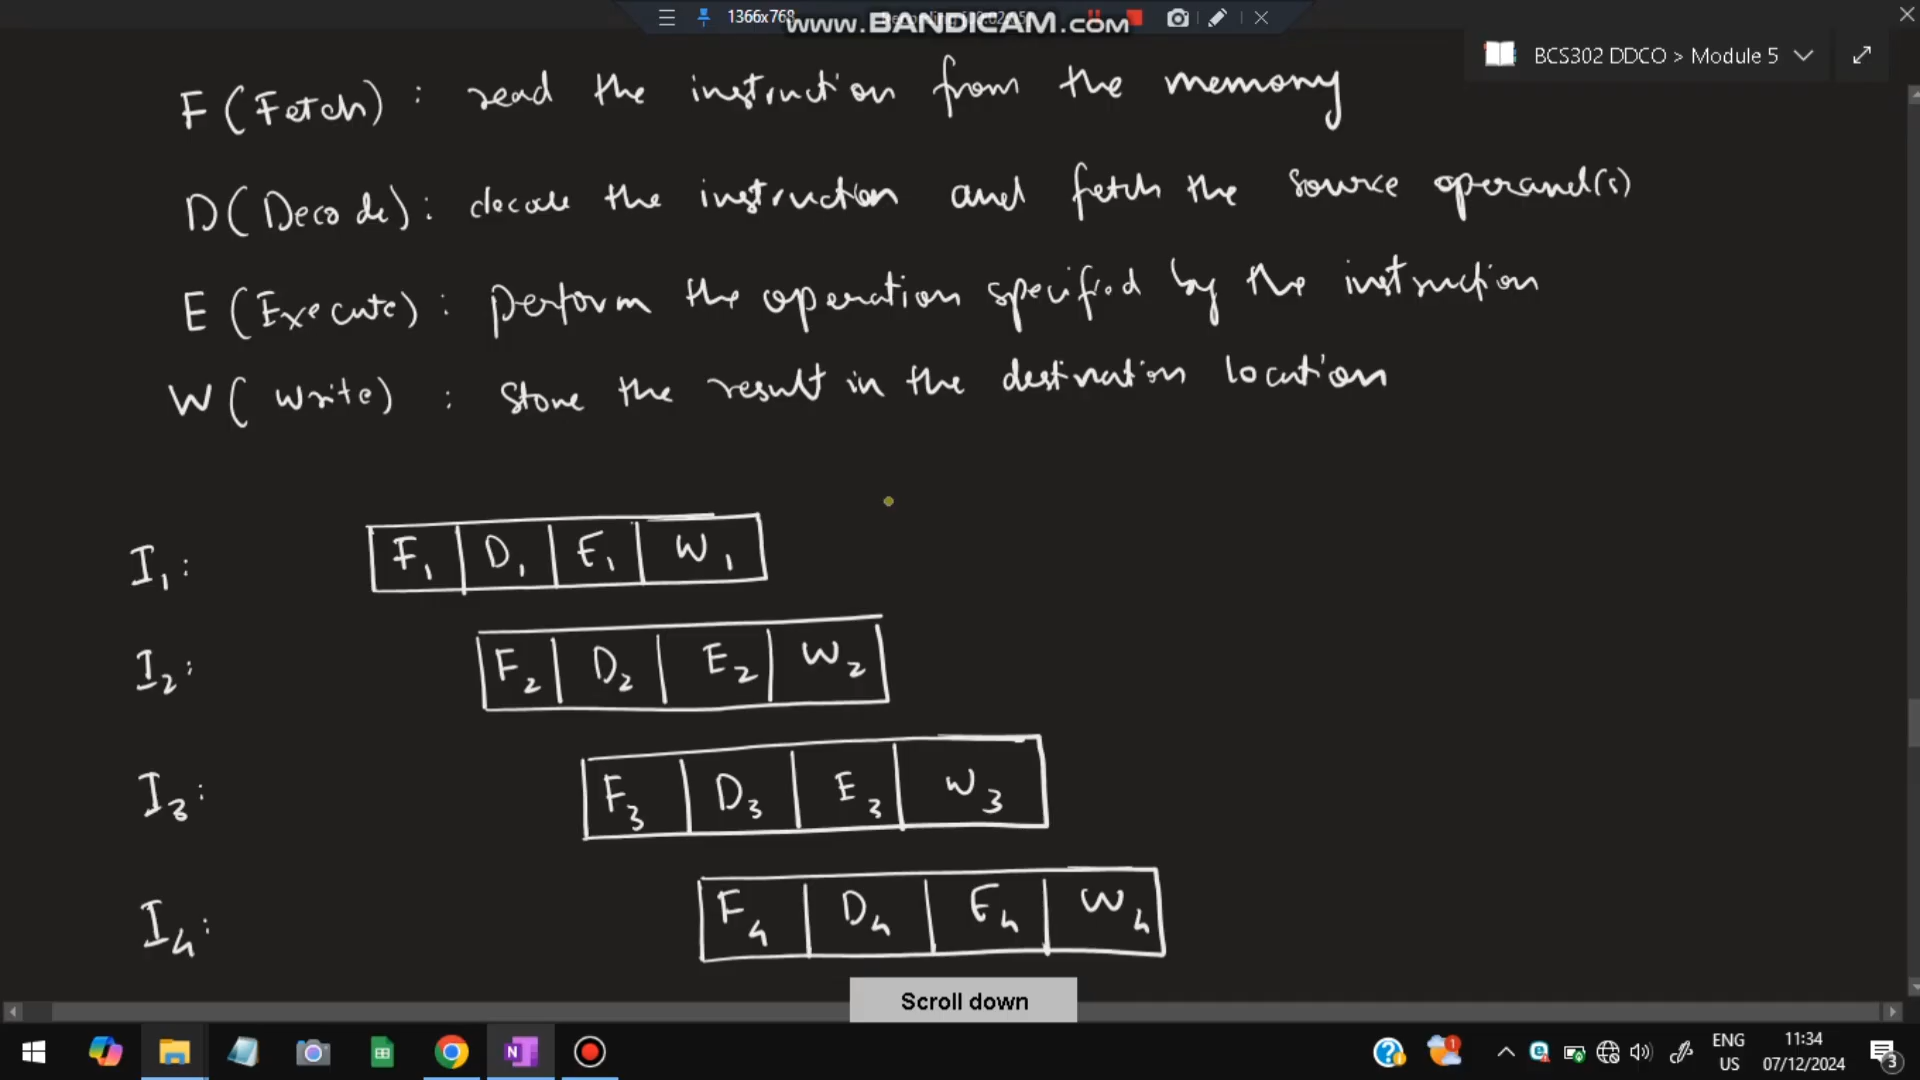 1366x768
www.BANDICAM.com
BCS302 DDCO > Module 5
F (Fetch) : read the instruction from the memory
D (Decode) : decode the instruction and fetch the source operand(s)
E (Execute) : perform the operation specified by the instruction
W ( write) : store the result in the destination location
I1: F1 D1 E1 W1
I2: F2 D2 E2 W2
I3: F3 D3 E3 W3
I4: F4 D4 E4 W4
Scroll down
ENG 11:34
US 07/12/2024
3